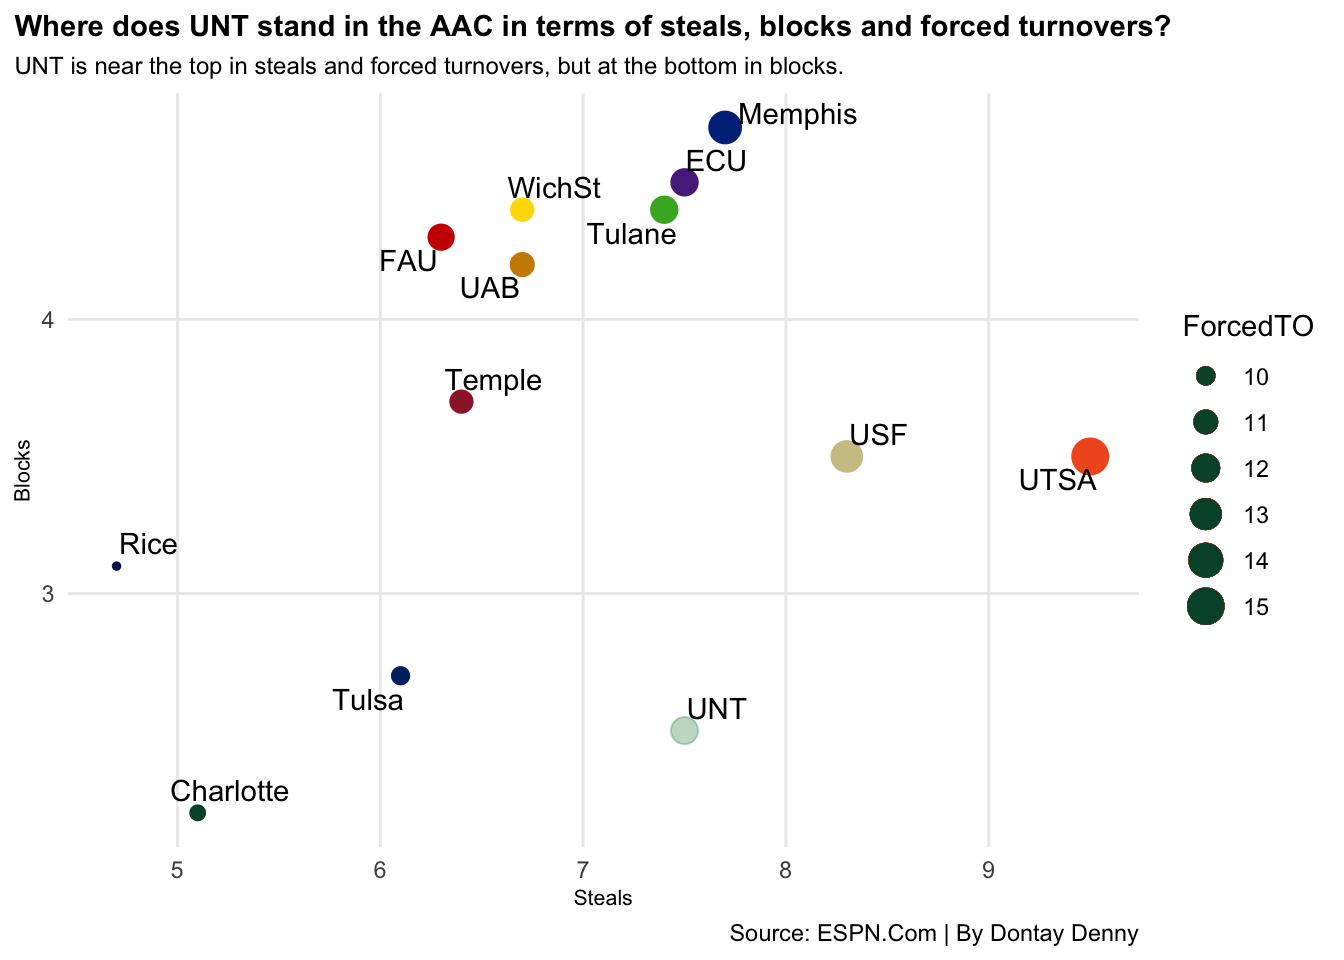 Where does UNT stand in the AAC in terms of steals, blocks and forced turnovers?
UNT is near the top in steals and forced turnovers, but at the bottom in blocks.
Memphis
ECU
WichSt
Tulane
FAU
UAB
4
ForcedTO
10
Temple
11
USF
12
Blocks
UTSA
13
Rice
14
3
15
Tulsa
UNT
Charlotte
5 6 7 8 9
Steals
Source: ESPN.Com | By Dontay Denny